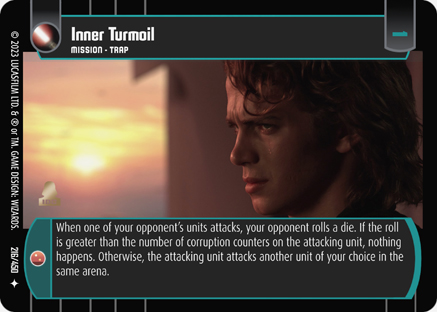 Inner Turmoil
MISSION - TRAP
When one of your opponent's units attacks, your opponent rolls a die. If the roll
is greater than the number of corruption counters on the attacking unit, nothing
happens. Otherwise, the attacking unit attacks another unit of your choice in the
same arena.
© 2023 LUCASFILM LTD. & ® or TM. GAME DESIGN: WIZARDS.